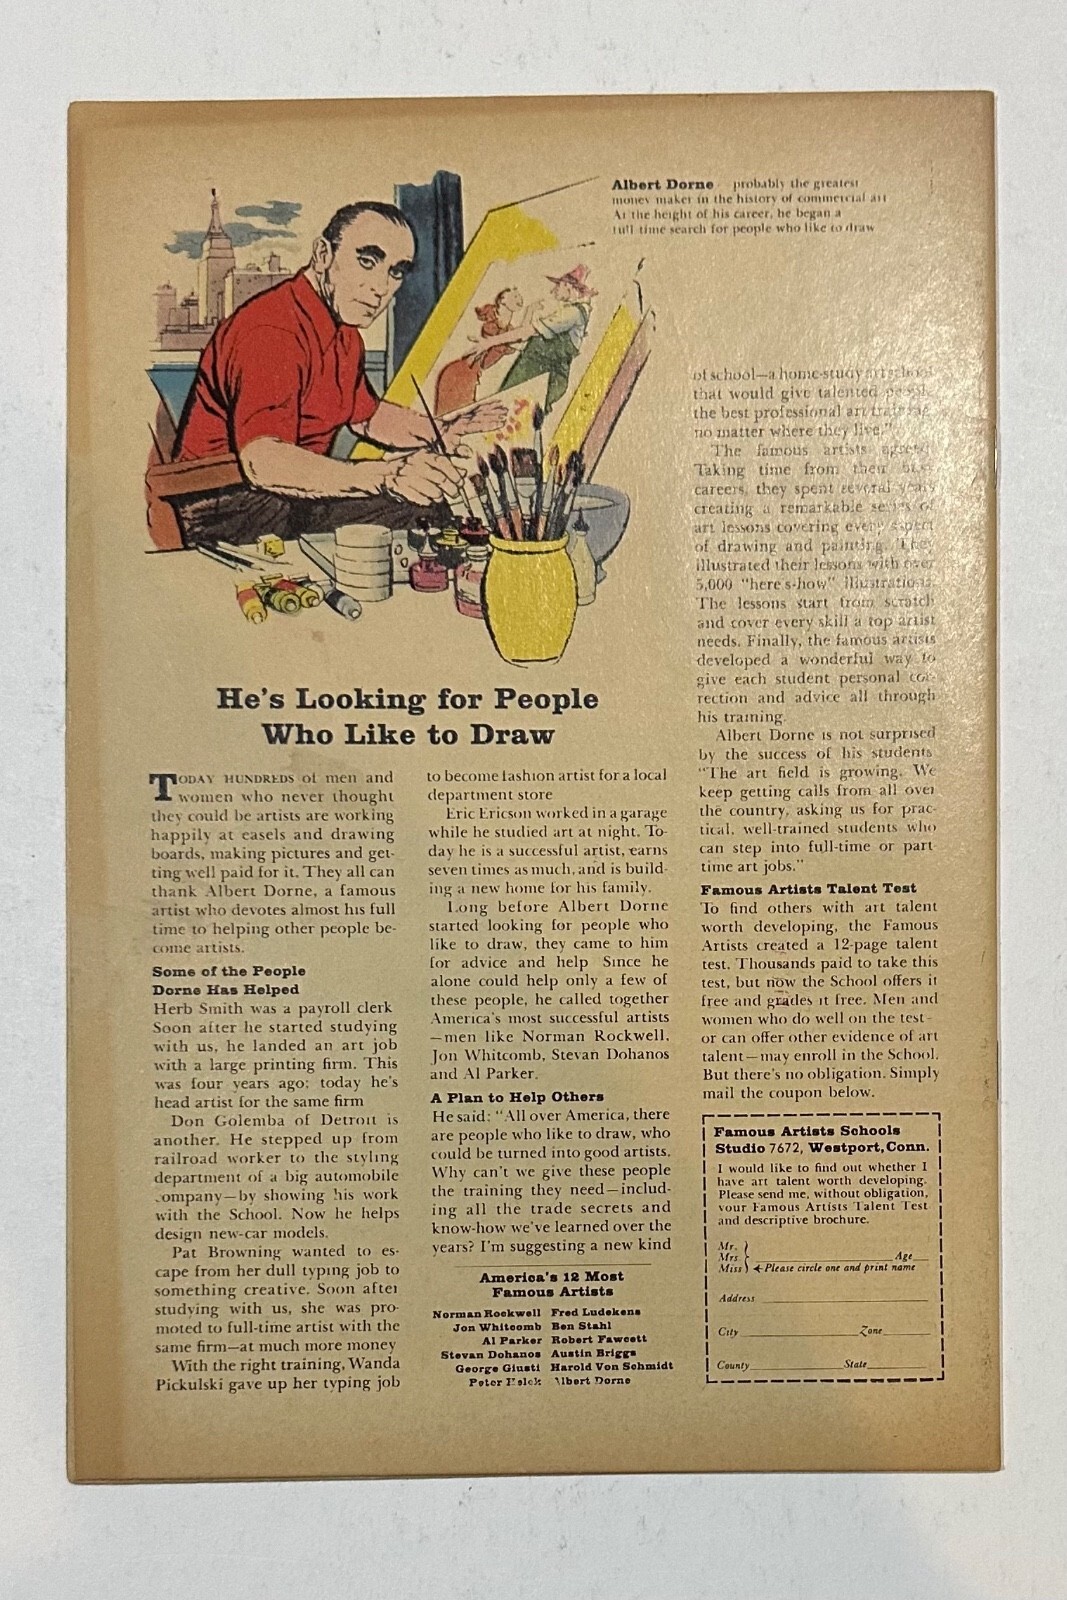 Albert Dorne probably the greatest
money maker in the history of commercial art
At the height of his career, he began a
full time search for people who like to draw
He's Looking for People
Who Like to Draw
TODAY HUNDREDS of men and
women who never thought
they could be artists are working
happily at easels and drawing
boards, making pictures and get-
ting well paid for it. They all can
thank Albert Dorne, a famous
artist who devotes almost his full
time to helping other people be-
come artists.
Some of the People
Dorne Has Helped
Herb Smith was a payroll clerk
Soon after he started studying
with us, he landed an art job
with a large printing firm. This
was four years ago: today he's
head artist for the same firm
Don Golemba of Detroit is
another. He stepped up from
railroad worker to the styling
department of a big automobile
company—by showing his work
with the School. Now he helps
design new-car models.
Pat Browning wanted to es-
cape from her dull typing job to
something creative. Soon after
studying with us, she was pro-
moted to full-time artist with the
same firm—at much more money
With the right training, Wanda
Pickulski gave up her typing job
to become fashion artist for a local
department store
Eric Ericson worked in a garage
while he studied art at night. To-
day he is a successful artist, earns
seven times as much, and is build-
ing a new home for his family.
Long before Albert Dorne
started looking for people who
like to draw, they came to him
for advice and help Since he
alone could help only a few of
these people, he called together
America's most successful artists
—men like Norman Rockwell,
Jon Whitcomb, Stevan Dohanos
and Al Parker.
A Plan to Help Others
He said: "All over America, there
are people who like to draw, who
could be turned into good artists.
Why can't we give these people
the training they need—includ-
ing all the trade secrets and
know-how we've learned over the
years? I'm suggesting a new kind
America's 12 Most
Famous Artists
Norman Rockwell Fred Ludekens
Jon Whitcomb Ben Stahl
Al Parker Robert Fawcett
Stevan Dohanos Austin Briggs
George Giusti Harold Von Schmidt
Peter Helck Albert Dorne
of school—a home-study art school
that would give talented people
the best professional art training
no matter where they live."
The famous artists agreed
Taking time from their busy
careers, they spent several years
creating a remarkable series of
art lessons covering every aspect
of drawing and painting. They
illustrated their lessons with over
5,000 "here's-how" illustrations.
The lessons start from scratch
and cover every skill a top artist
needs. Finally, the famous artists
developed a wonderful way to
give each student personal cor-
rection and advice all through
his training.
Albert Dorne is not surprised
by the success of his students
"The art field is growing. We
keep getting calls from all over
the country, asking us for prac-
tical, well-trained students who
can step into full-time or part-
time art jobs."
Famous Artists Talent Test
To find others with art talent
worth developing, the Famous
Artists created a 12-page talent
test. Thousands paid to take this
test, but now the School offers it
free and grades it free. Men and
women who do well on the test—
or can offer other evidence of art
talent—may enroll in the School.
But there's no obligation. Simply
mail the coupon below.
Famous Artists Schools
Studio 7672, Westport, Conn.
I would like to find out whether I
have art talent worth developing.
Please send me, without obligation,
your Famous Artists Talent Test
and descriptive brochure.
Mr.
Mrs. Age
Miss Please circle one and print name
Address
City Zone
County State